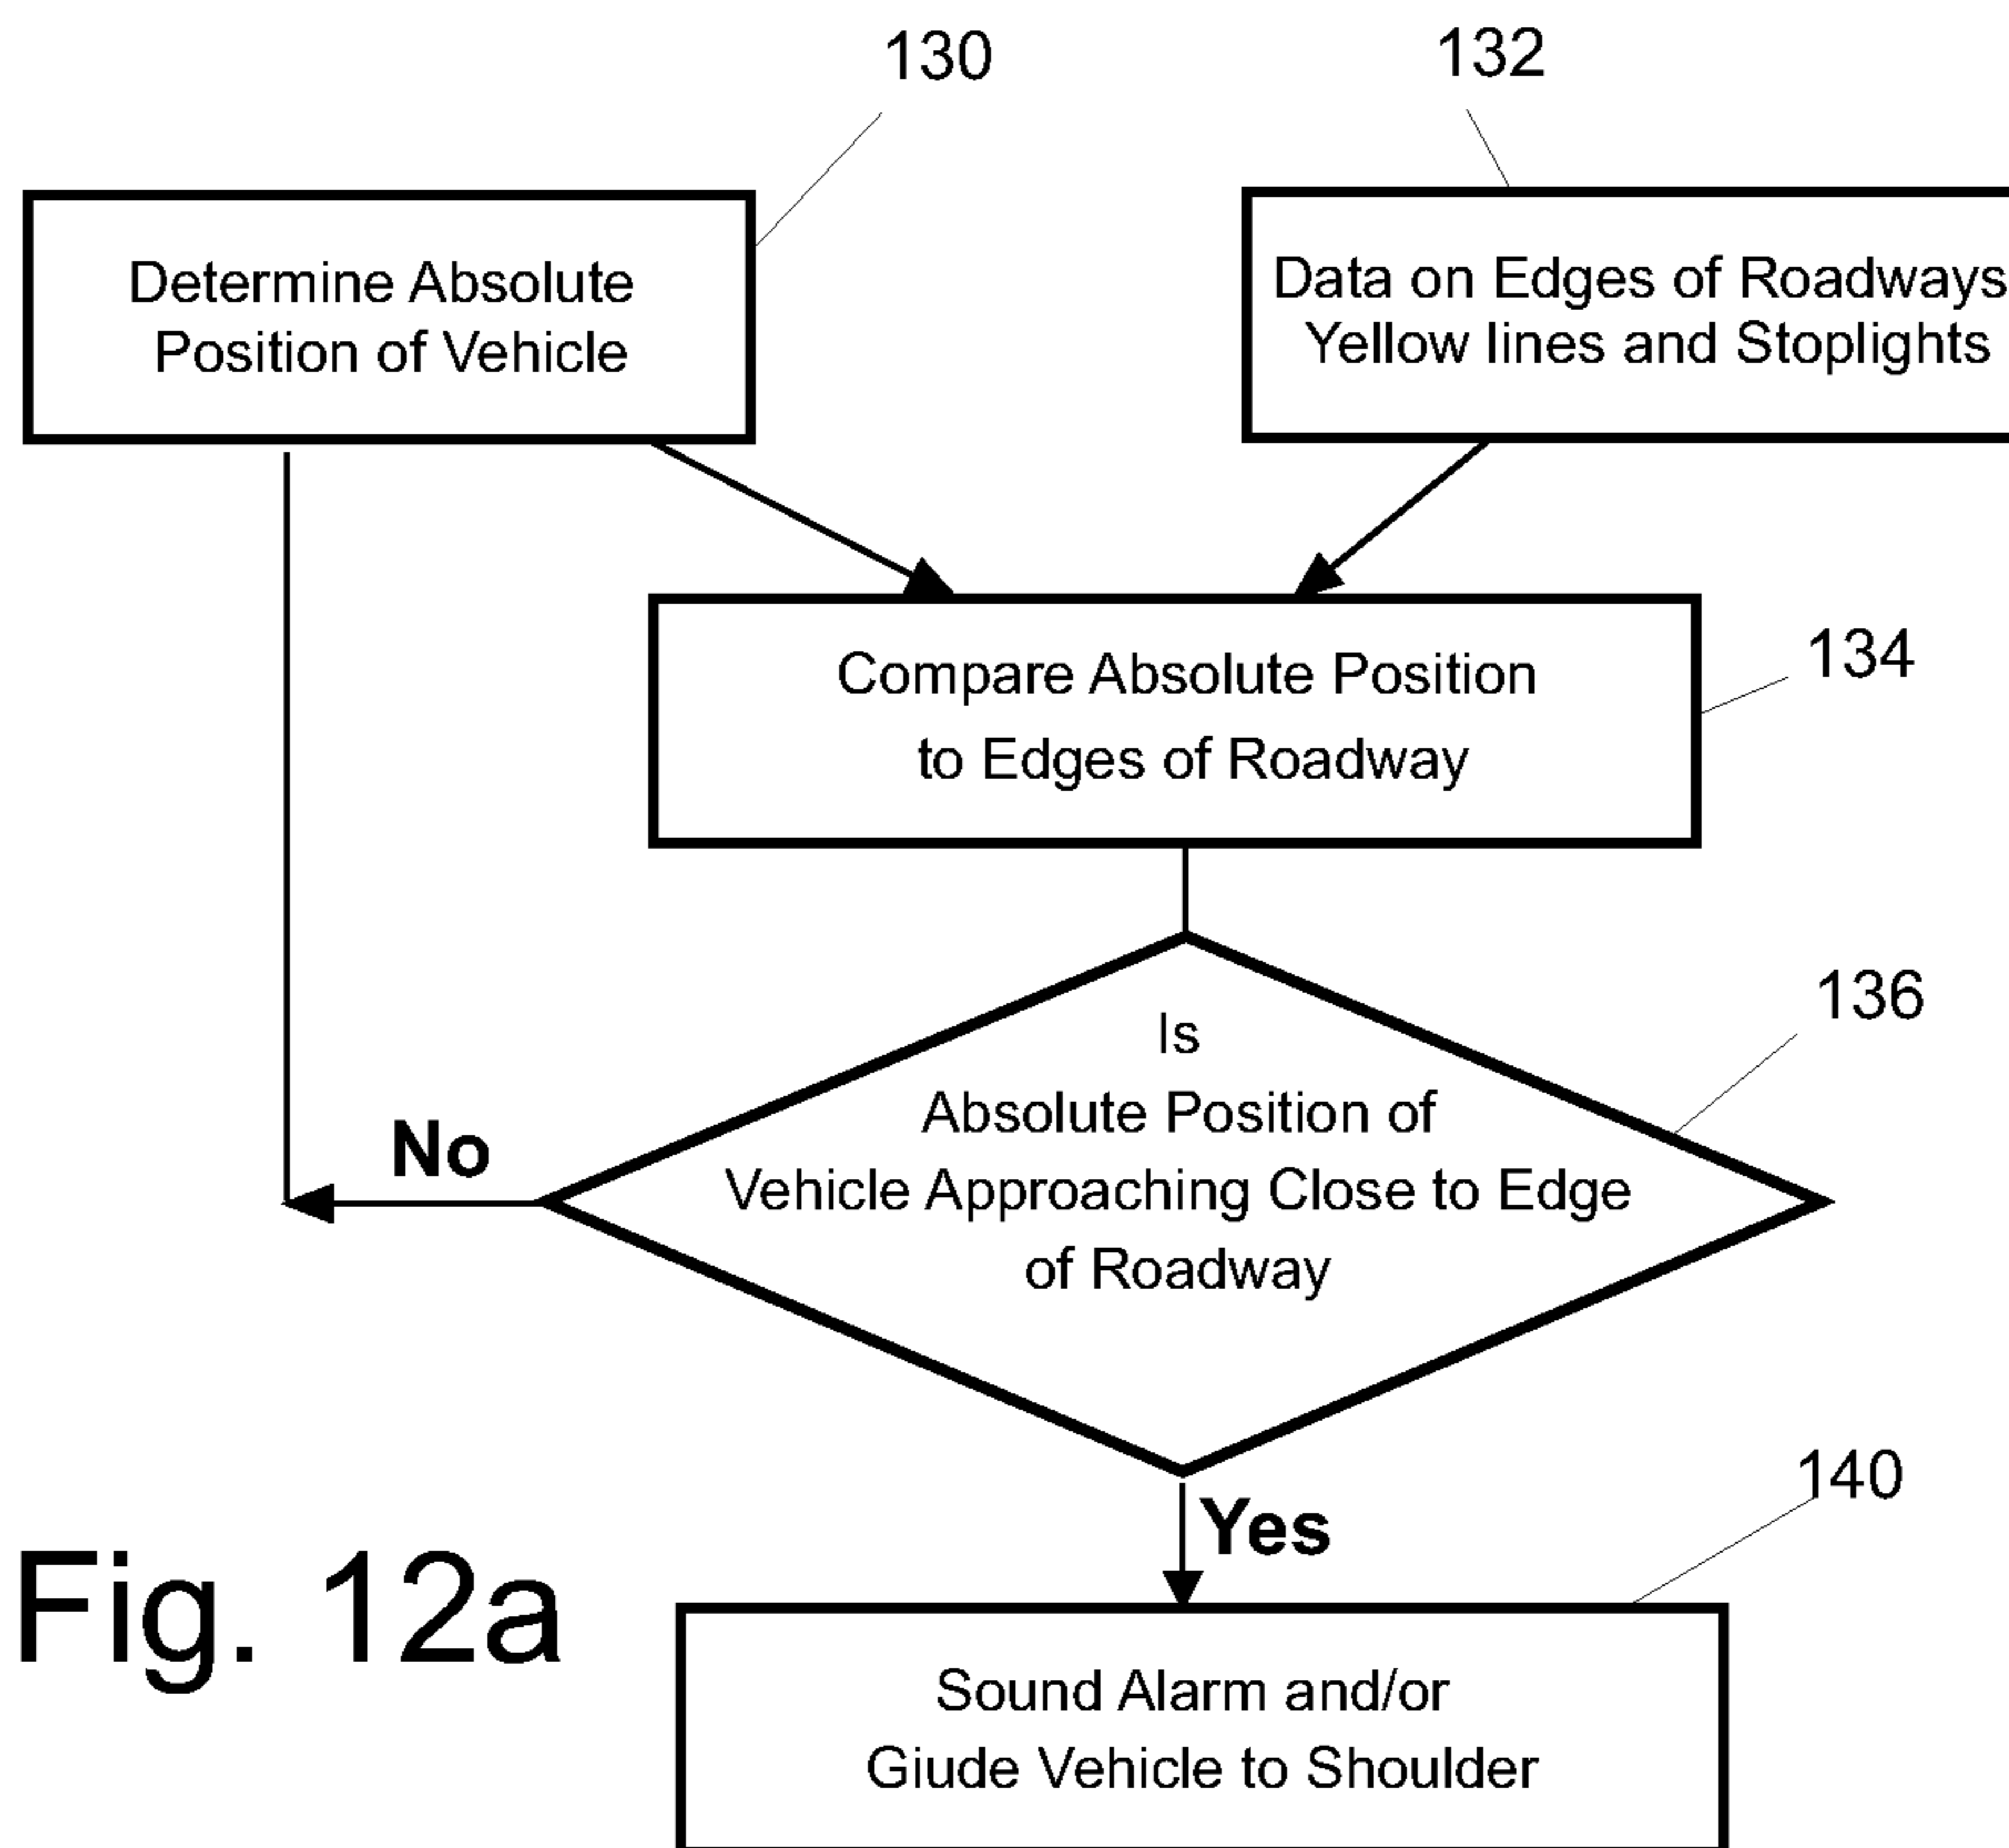 130
132
Determine Absolute
Position of Vehicle
Data on Edges of Roadways
Yellow lines and Stoplights
Compare Absolute Position
to Edges of Roadway
134
136
Is
Absolute Position of
Vehicle Approaching Close to Edge
of Roadway
No
Yes
140
Fig. 12a
Sound Alarm and/or
Giude Vehicle to Shoulder